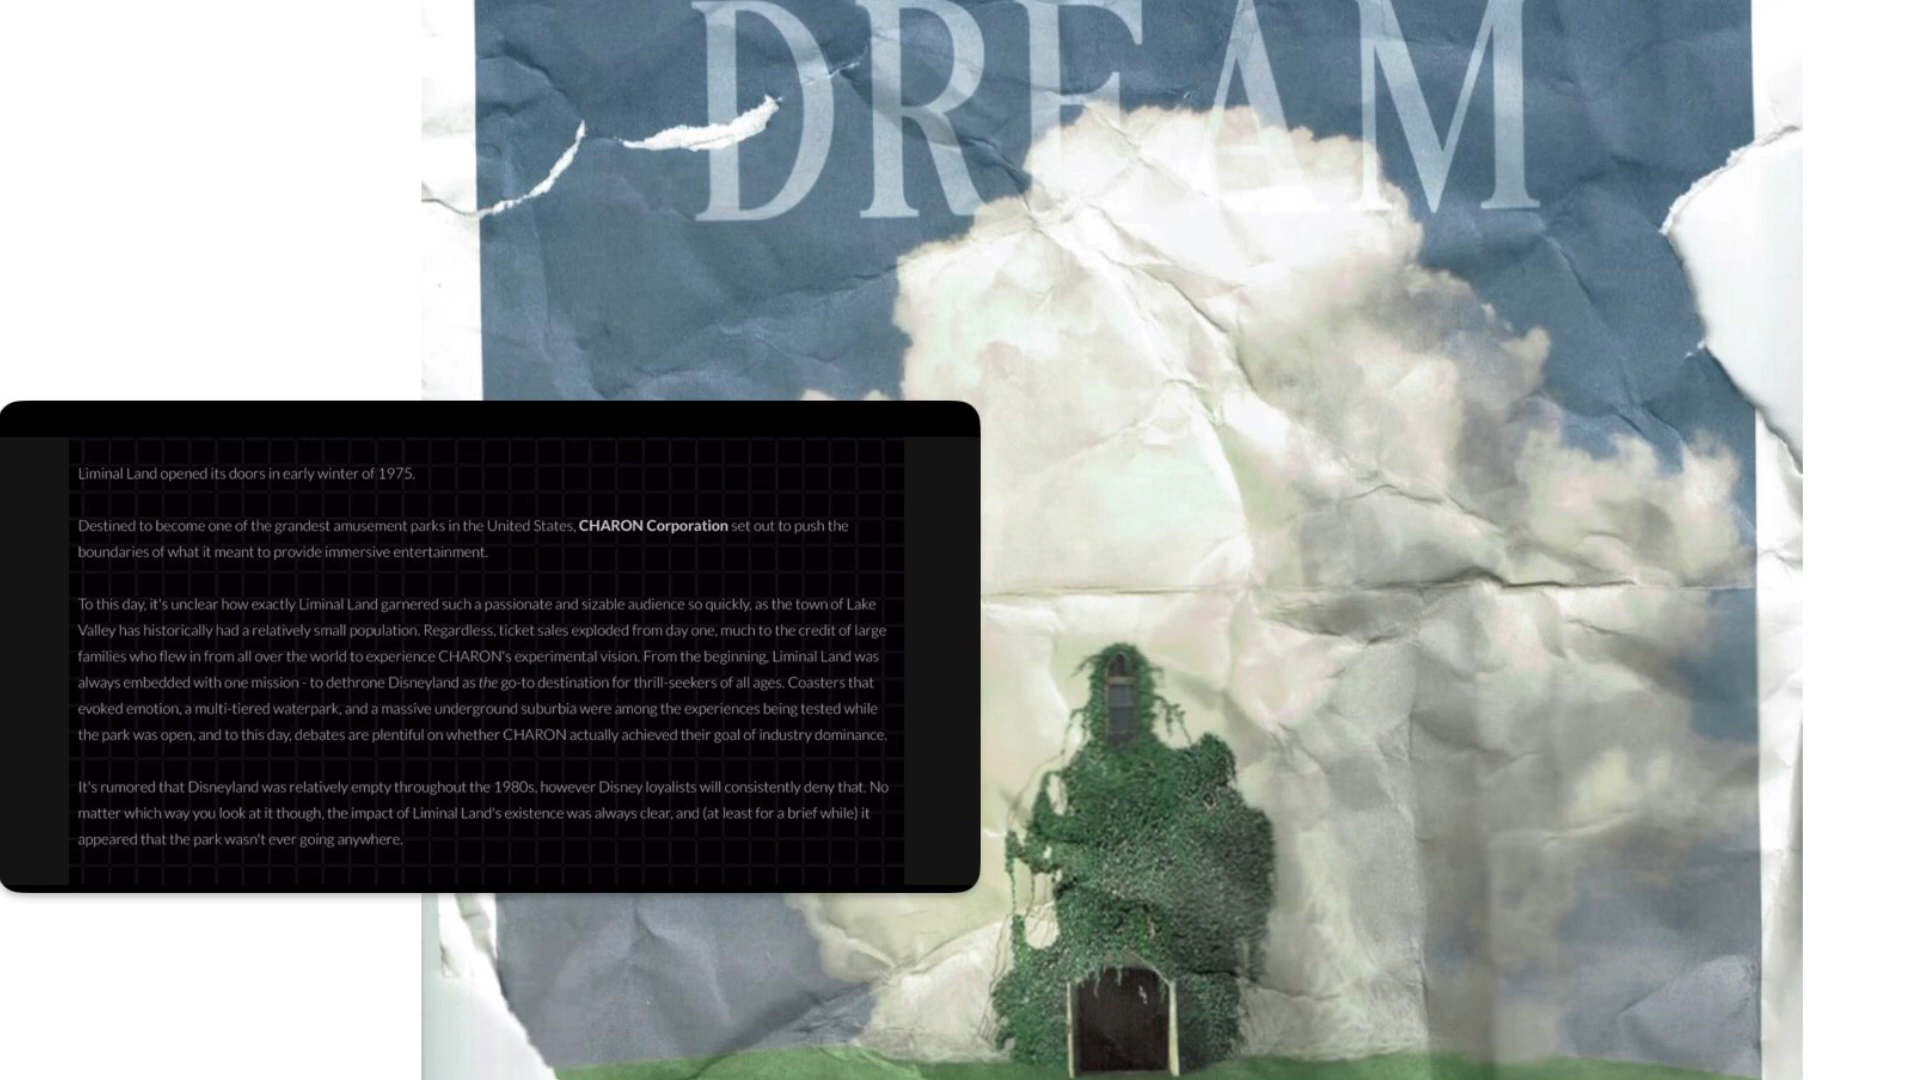 DREAM
Liminal Land opened its doors in early winter of 1975.
Destined to become one of the grandest amusement parks in the United States, CHARON Corporation set out to push the
boundaries of what it meant to provide immersive entertainment.
To this day, it's unclear how exactly Liminal Land garnered such a passionate and sizable audience so quickly, as the town of Lake
Valley has historically had a relatively small population. Regardless, ticket sales exploded from day one, much to the credit of large
families who flew in from all over the world to experience CHARON's experimental vision. From the beginning, Liminal Land was
always embedded with one mission - to dethrone Disneyland as the go-to destination for thrill-seekers of all ages. Coasters that
evoked emotion, a multi-tiered waterpark, and a massive underground suburbia were among the experiences being tested while
the park was open, and to this day, debates are plentiful on whether CHARON actually achieved their goal of industry dominance.
It's rumored that Disneyland was relatively empty throughout the 1980s, however Disney loyalists will consistently deny that. No
matter which way you look at it though, the impact of Liminal Land's existence was always clear, and (at least for a brief while) it
appeared that the park wasn't ever going anywhere.